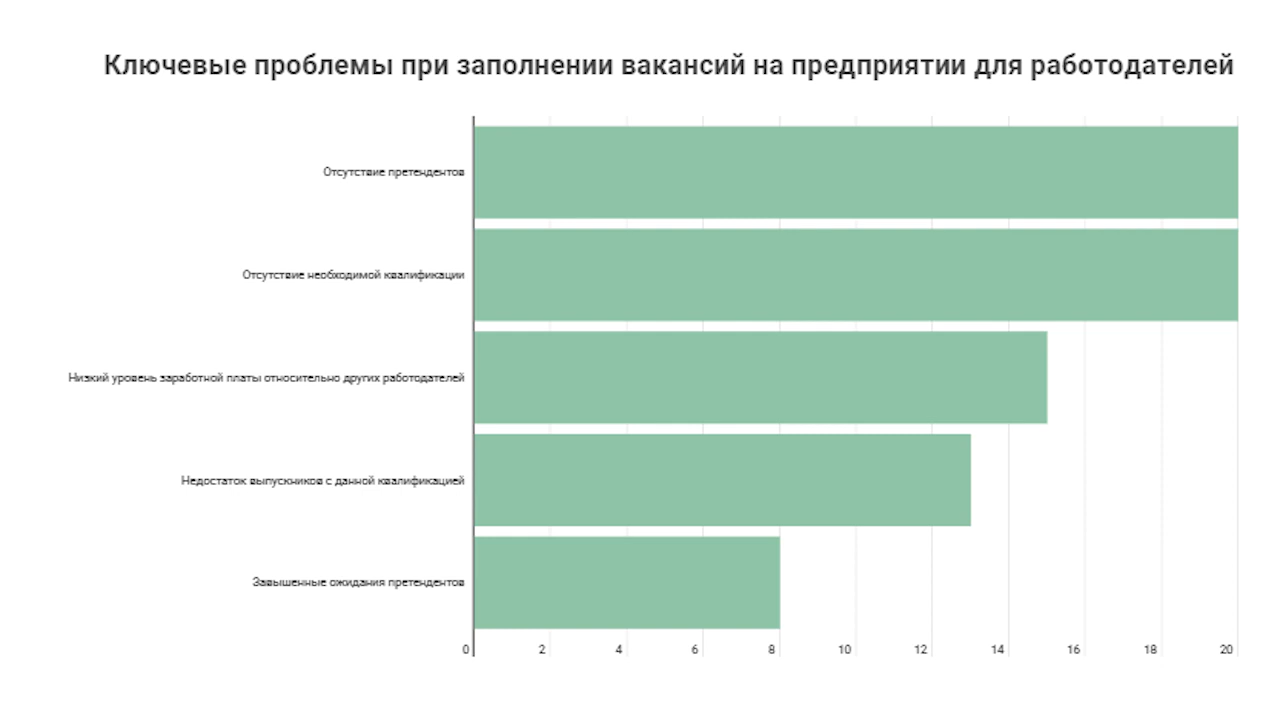 Ключевые проблемы при заполнении вакансий на предприятии для работодателей
Отсутствие претендентов
Отсутствие необходимой квалификации
Низкий уровень заработной платы относительно других работодателей
Недостаток выпускников с данной квалификацией
Завышенные ожидания претендентов
0 2 4 6 8 10 12 14 16 18 20